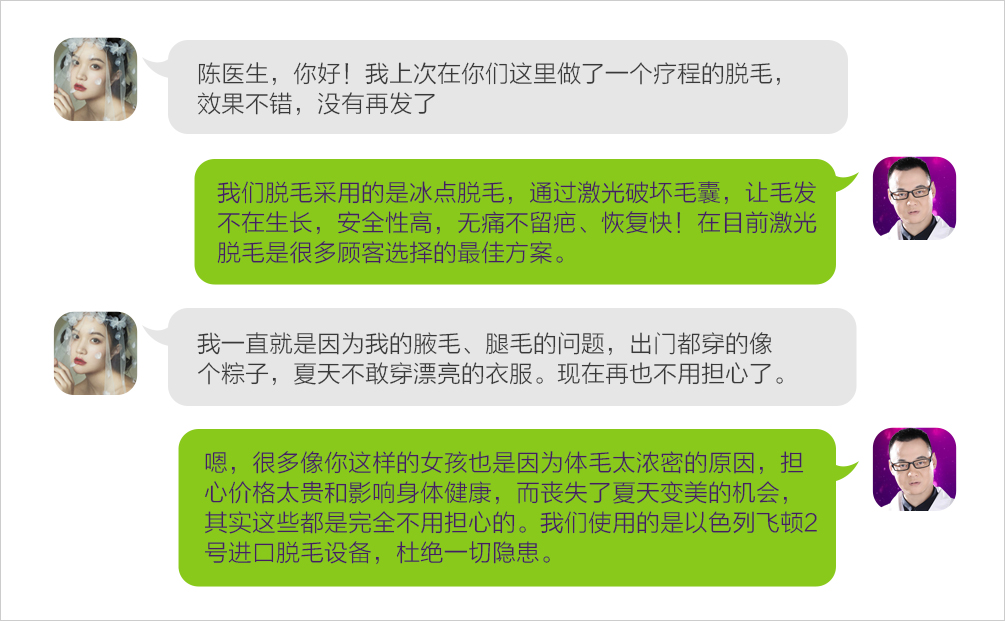 陈医生，你好！我上次在你们这里做了一个疗程的脱毛，
效果不错，没有再发了
我们脱毛采用的是冰点脱毛，通过激光破坏毛囊，让毛发
不在生长，安全性高，无痛不留疤、恢复快！在目前激光
脱毛是很多顾客选择的最佳方案。
我一直就是因为我的腋毛、腿毛的问题，出门都穿的像
个粽子，夏天不敢穿漂亮的衣服。现在再也不用担心了。
嗯，很多像你这样的女孩也是因为体毛太浓密的原因，担
心价格太贵和影响身体健康，而丧失了夏天变美的机会，
其实这些都是完全不用担心的。我们使用的是以色列飞顿2
号进口脱毛设备，杜绝一切隐患。